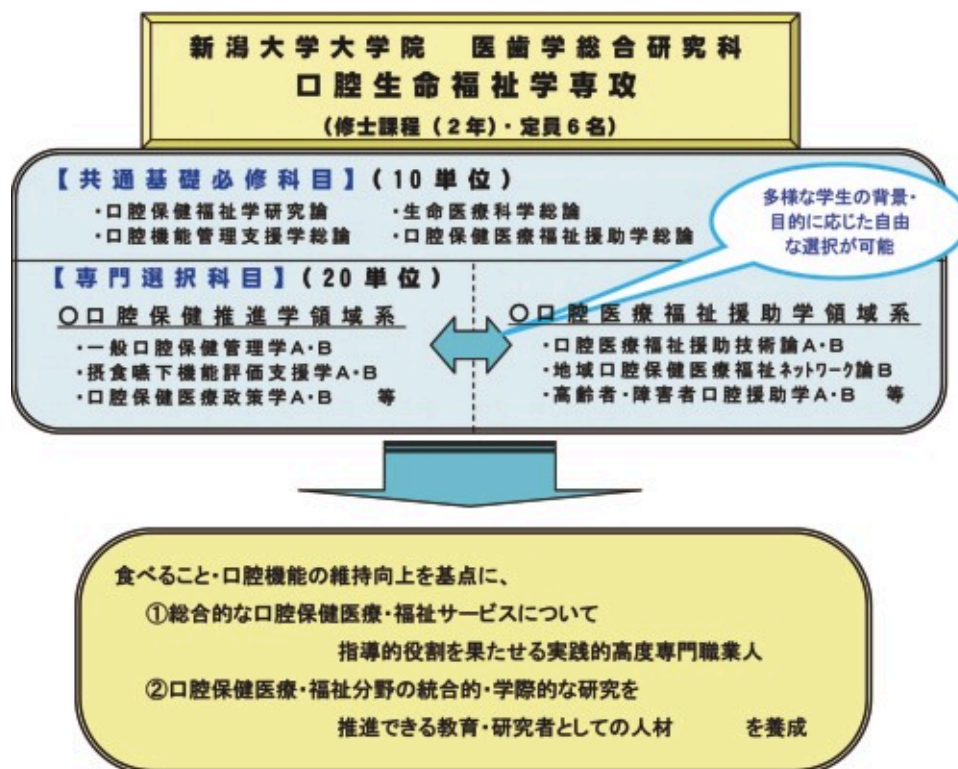 新潟大学大学院 医歯学総合研究科
口腔生命福祉学専攻
(修士課程(2年)・定員6名)
【共通基礎必修科目】(10単位)
・口腔保健福祉学研究論 ・生命医療科学総論
・口腔機能管理支援学総論 ・口腔保健医療福祉援助学総論
多様な学生の背景・
目的に応じた自由
な選択が可能
【専門選択科目】(20単位)
○口腔保健推進学領域系
・一般口腔保健管理学A・B
・摂食嚥下機能評価支援学A・B
・口腔保健医療政策学A・B 等
○口腔医療福祉援助学領域系
・口腔医療福祉援助技術論A・B
・地域口腔保健医療福祉ネットワーク論B
・高齢者・障害者口腔援助学A・B 等
食べること・口腔機能の維持向上を基点に、
①総合的な口腔保健医療・福祉サービスについて
指導的役割を果たせる実践的高度専門職業人
②口腔保健医療・福祉分野の統合的・学際的な研究を
推進できる教育・研究者としての人材 を養成